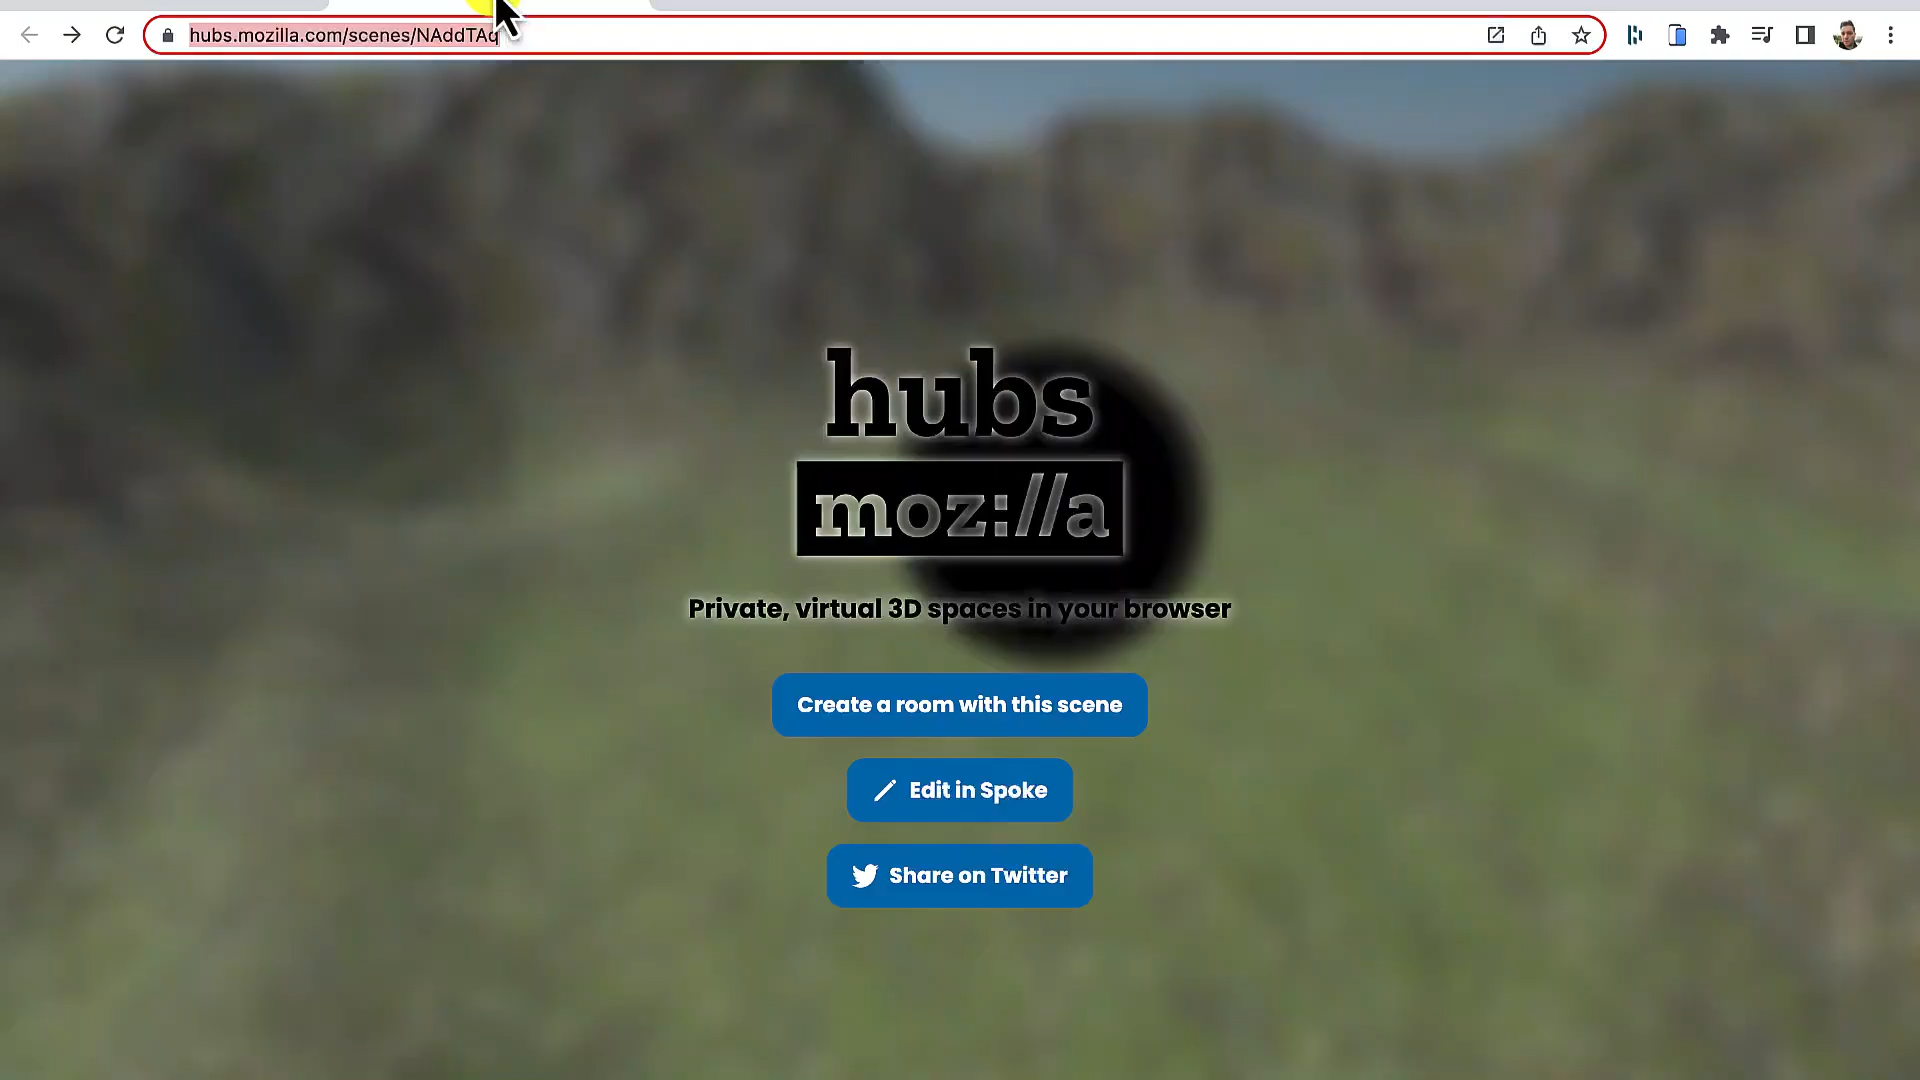 hubs.mozilla.com/scenes/NAddTAq
hubs
moz://a
Private, virtual 3D spaces in your browser
Create a room with this scene
Edit in Spoke
Share on Twitter